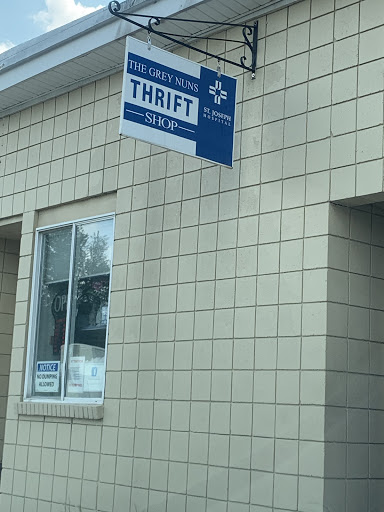 THE GREY NUNS
THRIFT
SHOP
ST. JOSEPH
HOSPITAL
NOTICE
NO DUMPING
ALLOWED